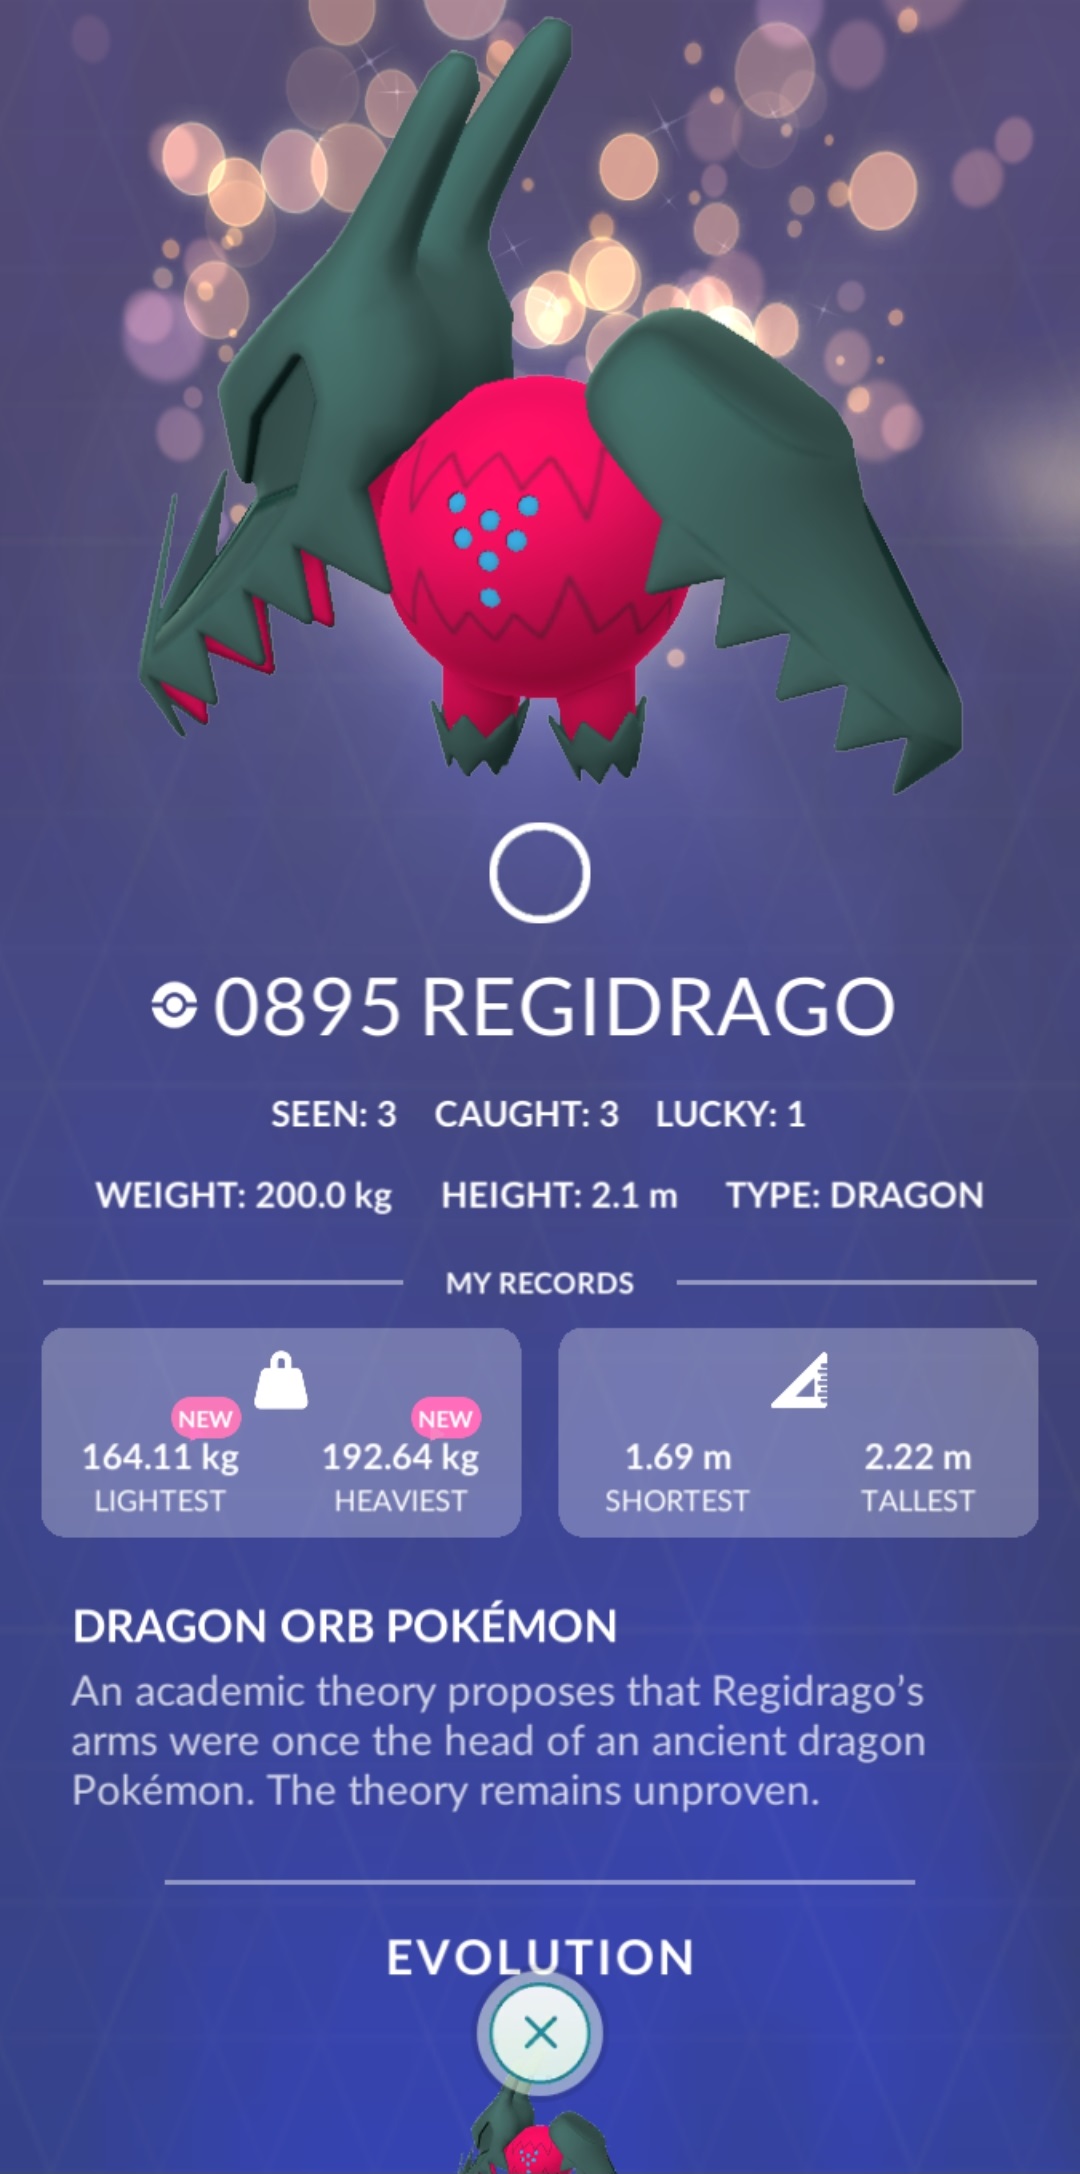 0895 REGIDRAGO
SEEN: 3 CAUGHT: 3 LUCKY: 1
WEIGHT: 200.0 kg HEIGHT: 2.1 m TYPE: DRAGON
MY RECORDS
NEW NEW
164.11 kg 192.64 kg 1.69 m 2.22 m
LIGHTEST HEAVIEST SHORTEST TALLEST
DRAGON ORB POKÉMON
An academic theory proposes that Regidrago’s
arms were once the head of an ancient dragon
Pokémon. The theory remains unproven.
EVOLUTION